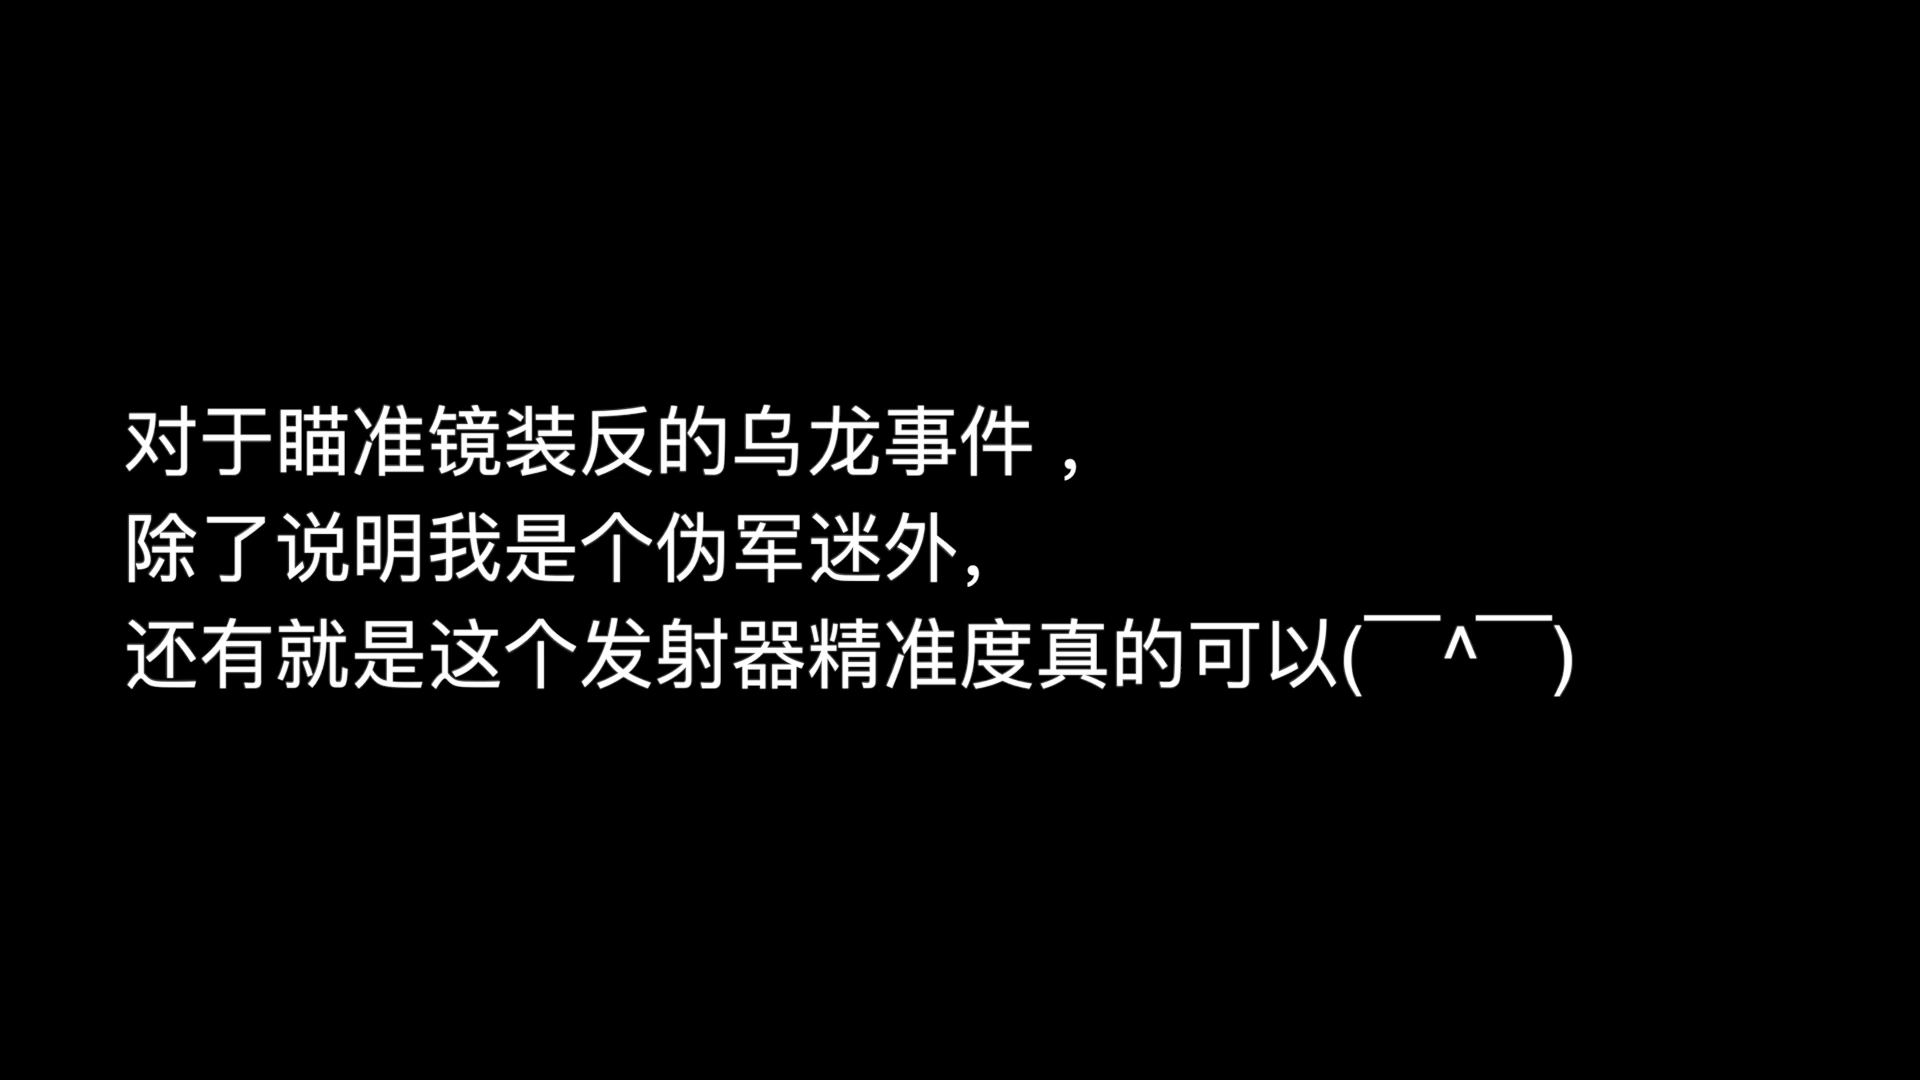 对于瞄准镜装反的乌龙事件 ，
除了说明我是个伪军迷外，
还有就是这个发射器精准度真的可以(￣^￣)